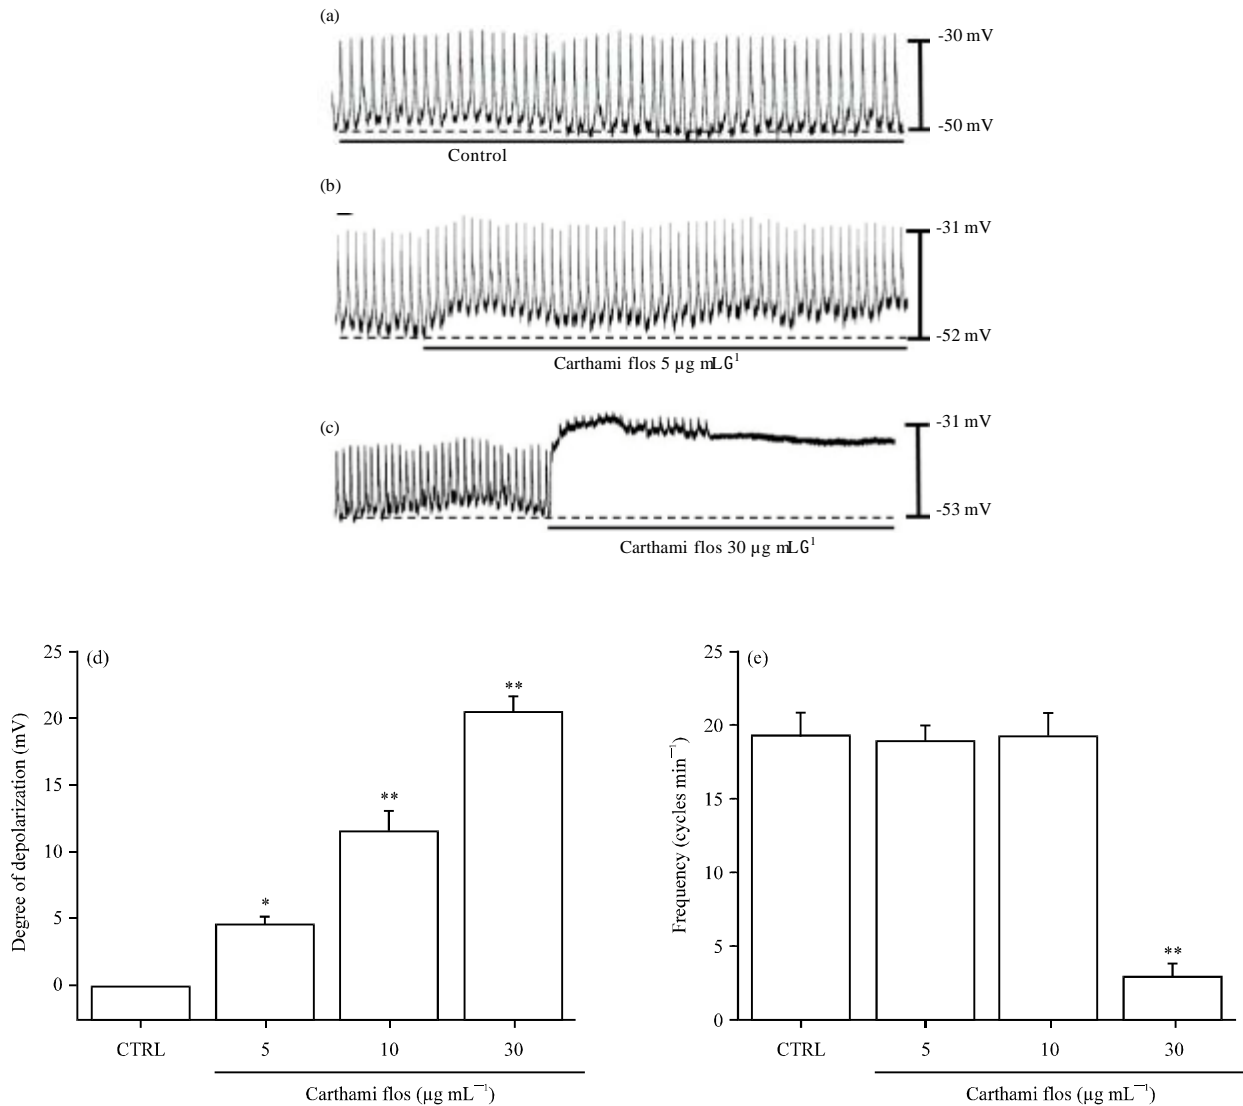 (a)
-30 mV
-50 mV
Control
(b)
-31 mV
-52 mV
Carthami flos 5 µg mLG¹
(c)
-31 mV
-53 mV
Carthami flos 30 µg mLG¹
(d)
25
20
15
10
5
0
Degree of depolarization (mV)
*
**
**
CTRL
5
10
30
Carthami flos (µg mL⁻¹)
(e)
25
20
15
10
5
0
Frequency (cycles min⁻¹)
**
CTRL
5
10
30
Carthami flos (µg mL⁻¹)